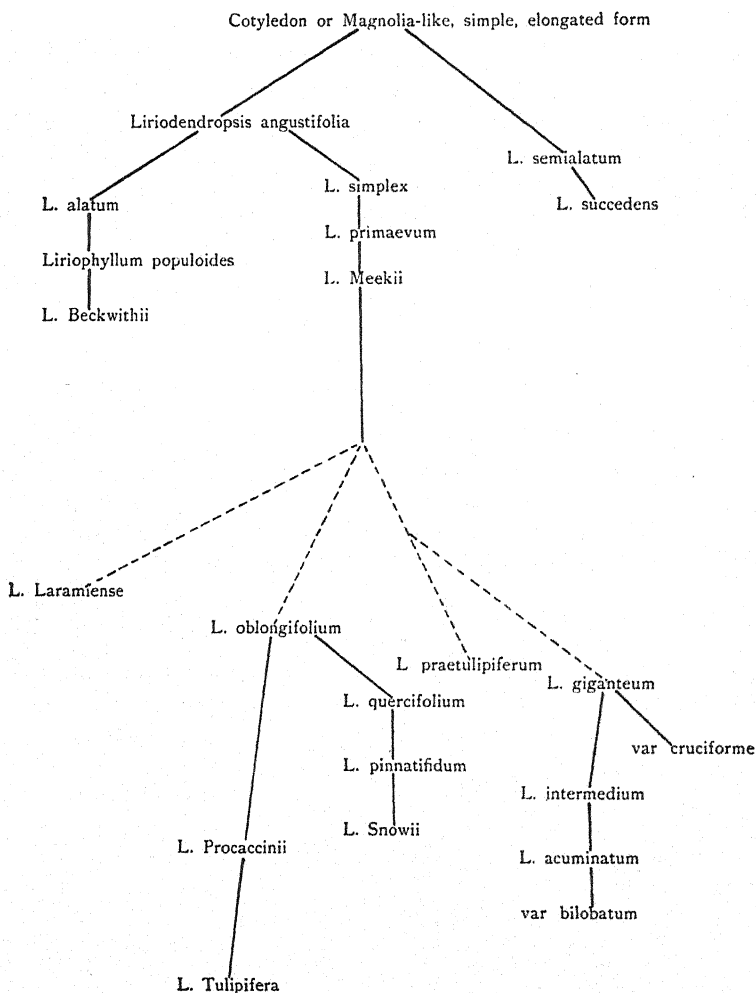 Cotyledon or Magnolia-like, simple, elongated form
Liriodendropsis angustifolia
L. semialatum
L. simplex
L. alatum
L. succedens
L. primaevum
Liriophyllum populoides
L. Meekii
L. Beckwithii
L. Laramiense
L. oblongifolium
L praetulipiferum
L. giganteum
L. quercifolium
var cruciforme
L. pinnatifidum
L. intermedium
L. Snowii
L. Procaccinii
L. acuminatum
var bilobatum
L. Tulipifera